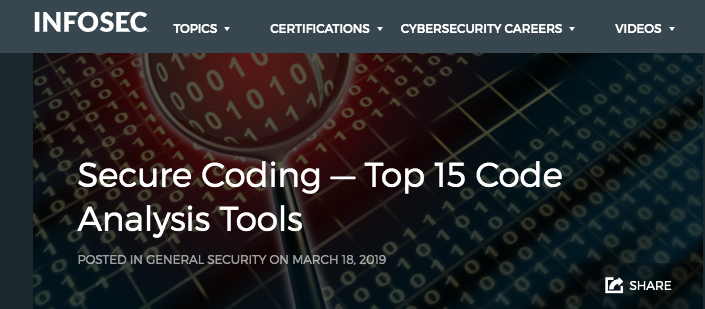 INFOSEC
TOPICS
CERTIFICATIONS
CYBERSECURITY CAREERS
VIDEOS
Secure Coding — Top 15 Code
Analysis Tools
POSTED IN GENERAL SECURITY ON MARCH 18, 2019
SHARE